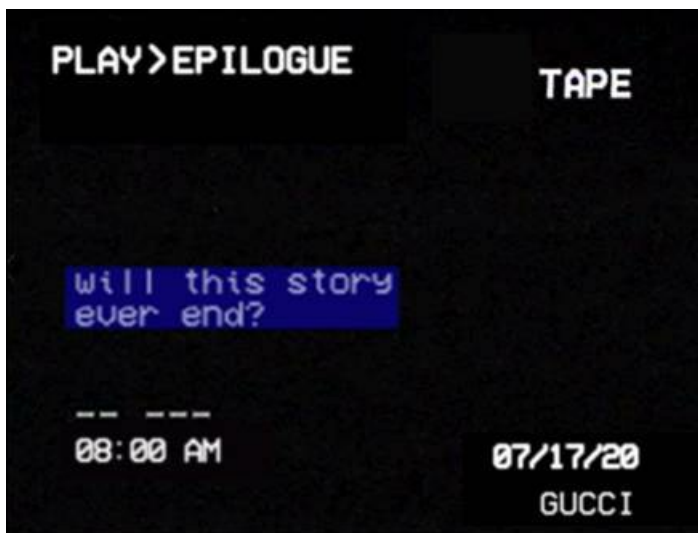 PLAY>EPILOGUE
TAPE
will this story
ever end?
-- ---
08:00 AM
07/17/20
GUCCI